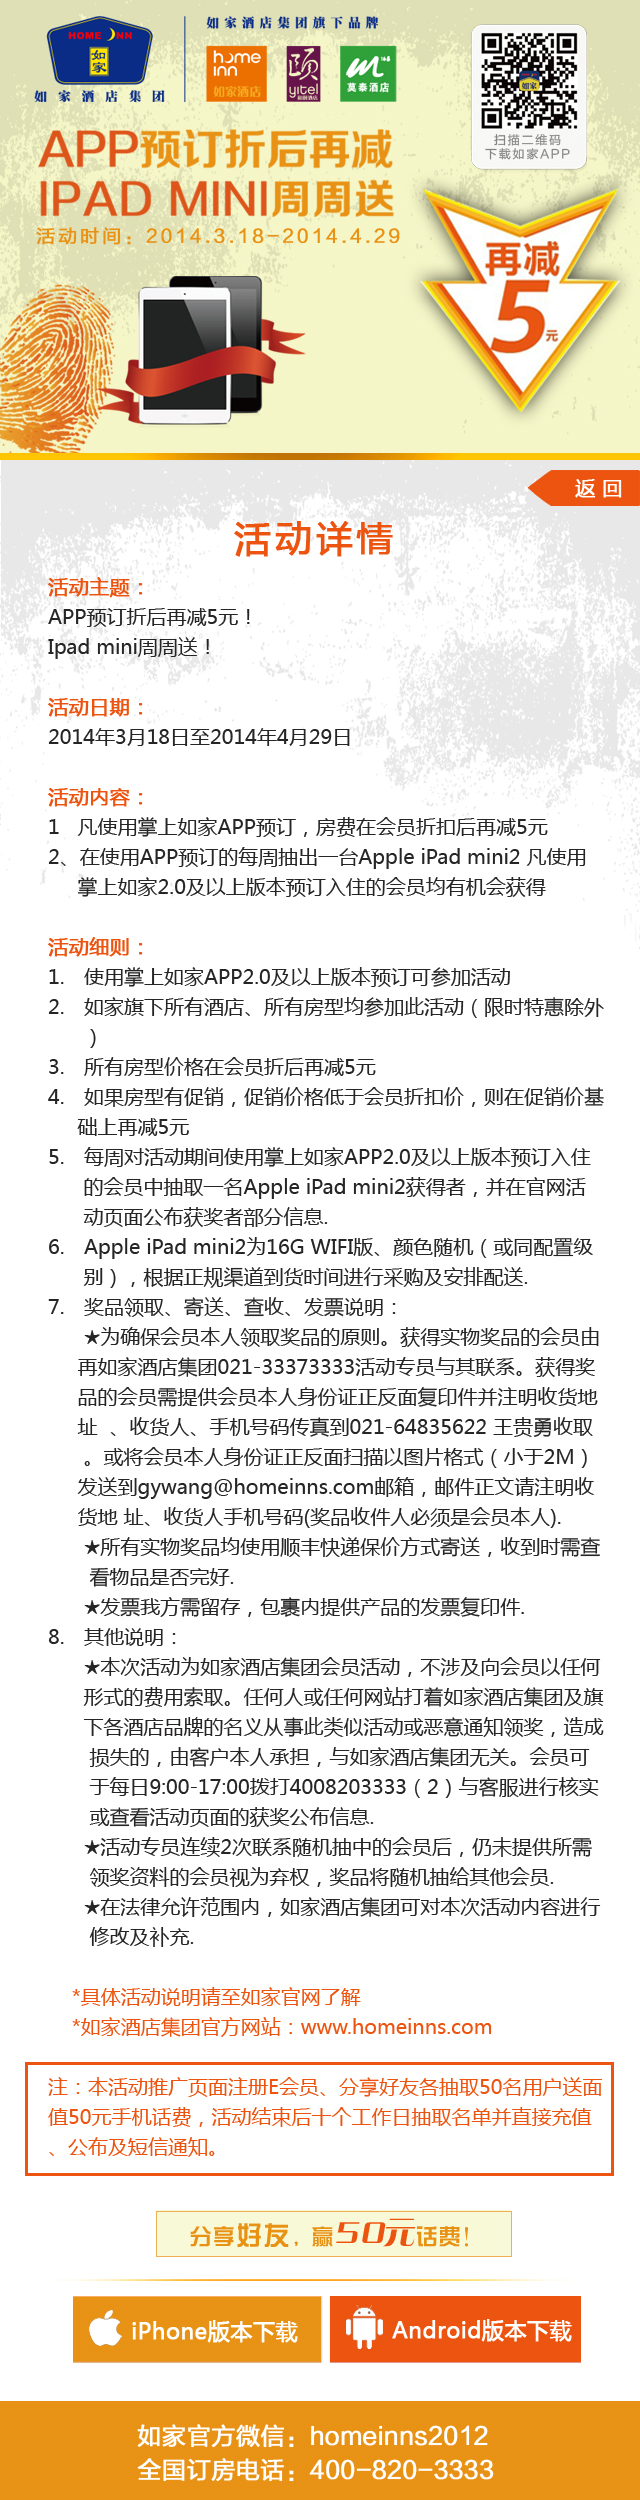 如家酒店集团旗下品牌
HOME INN
如家
如家酒店集团
home inn
如家酒店
颐
yitel
莫泰酒店
如家
扫描二维码
下载如家APP
APP预订折后再减
IPAD MINI周周送
活动时间：2014.3.18-2014.4.29
再减
5元
返回
活动详情
活动主题：
APP预订折后再减5元！
Ipad mini周周送！
活动日期：
2014年3月18日至2014年4月29日
活动内容：
1 凡使用掌上如家APP预订，房费在会员折扣后再减5元
2、在使用APP预订的每周抽出一台Apple iPad mini2 凡使用
掌上如家2.0及以上版本预订入住的会员均有机会获得
活动细则：
1. 使用掌上如家APP2.0及以上版本预订可参加活动
2. 如家旗下所有酒店、所有房型均参加此活动（限时特惠除外
）
3. 所有房型价格在会员折后再减5元
4. 如果房型有促销，促销价格低于会员折扣价，则在促销价基
础上再减5元
5. 每周对活动期间使用掌上如家APP2.0及以上版本预订入住
的会员中抽取一名Apple iPad mini2获得者，并在官网活
动页面公布获奖者部分信息.
6. Apple iPad mini2为16G WIFI版、颜色随机（或同配置级
别），根据正规渠道到货时间进行采购及安排配送.
7. 奖品领取、寄送、查收、发票说明：
★为确保会员本人领取奖品的原则。获得实物奖品的会员由
再如家酒店集团021-33373333活动专员与其联系。获得奖
品的会员需提供会员本人身份证正反面复印件并注明收货地
址 、收货人、手机号码传真到021-64835622 王贵勇收取
。或将会员本人身份证正反面扫描以图片格式（小于2M）
发送到gywang@homeinns.com邮箱，邮件正文请注明收
货地 址、收货人手机号码(奖品收件人必须是会员本人).
★所有实物奖品均使用顺丰快递保价方式寄送，收到时需查
看物品是否完好.
★发票我方需留存，包裹内提供产品的发票复印件.
8. 其他说明：
★本次活动为如家酒店集团会员活动，不涉及向会员以任何
形式的费用索取。任何人或任何网站打着如家酒店集团及旗
下各酒店品牌的名义从事此类似活动或恶意通知领奖，造成
损失的，由客户本人承担，与如家酒店集团无关。会员可
于每日9:00-17:00拨打4008203333（2）与客服进行核实
或查看活动页面的获奖公布信息.
★活动专员连续2次联系随机抽中的会员后，仍未提供所需
领奖资料的会员视为弃权，奖品将随机抽给其他会员.
★在法律允许范围内，如家酒店集团可对本次活动内容进行
修改及补充.
*具体活动说明请至如家官网了解
*如家酒店集团官方网站：www.homeinns.com
注：本活动推广页面注册E会员、分享好友各抽取50名用户送面
值50元手机话费，活动结束后十个工作日抽取名单并直接充值
、公布及短信通知。
分享好友，赢50元话费！
iPhone版本下载
Android版本下载
如家官方微信：homeinns2012
全国订房电话：400-820-3333